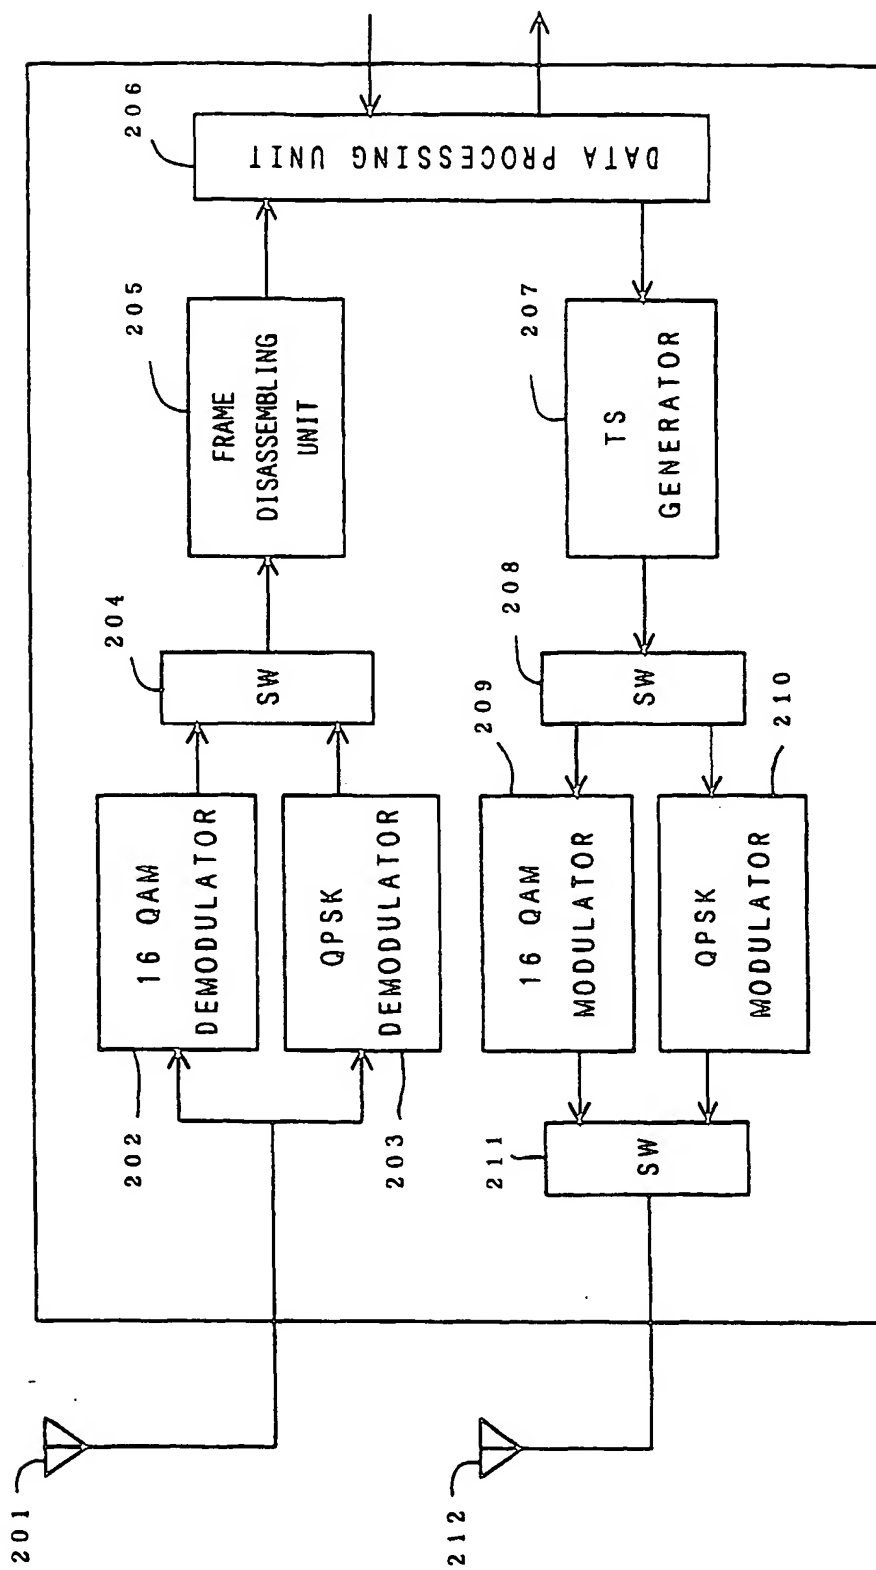 201
202
16 QAM
DEMODULATOR
203
QPSK
DEMODULATOR
204
SW
205
FRAME
DISASSEMBLING
UNIT
206
DATA PROCESSING UNIT
207
TS
GENERATOR
208
SW
209
16 QAM
MODULATOR
210
QPSK
MODULATOR
211
SW
212